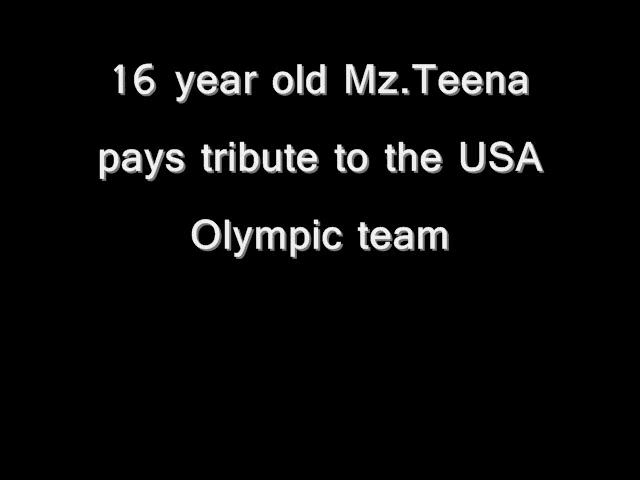 16 year old Mz.Teena
pays tribute to the USA
Olympic team